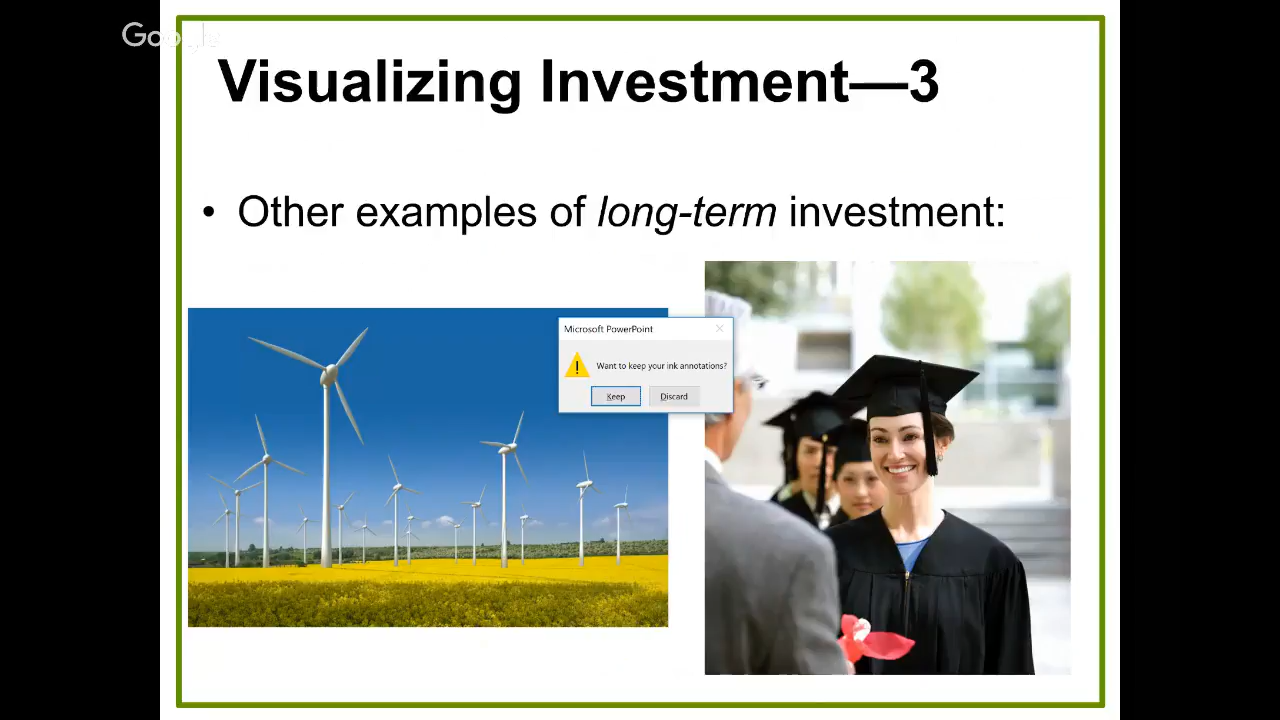 Google
Visualizing Investment—3
• Other examples of long-term investment:
Microsoft PowerPoint
Want to keep your ink annotations?
Keep
Discard